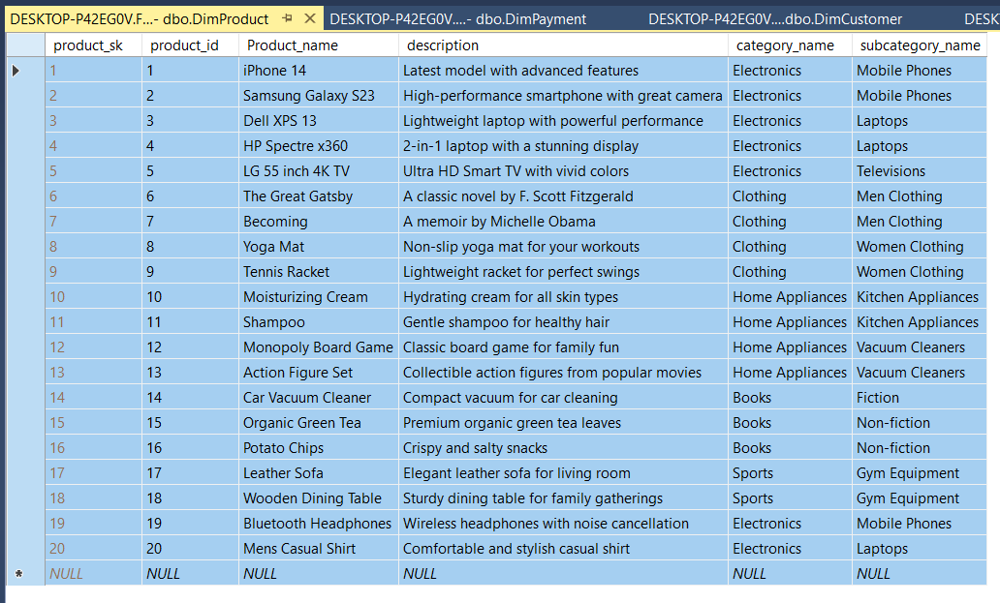 DESKTOP-P42EG0V.F...- dbo.DimProduct DESKTOP-P42EG0V....- dbo.DimPayment DESKTOP-P42EG0V....dbo.DimCustomer DESK
product_sk product_id Product_name description category_name subcategory_name
1 1 iPhone 14 Latest model with advanced features Electronics Mobile Phones
2 2 Samsung Galaxy S23 High-performance smartphone with great camera Electronics Mobile Phones
3 3 Dell XPS 13 Lightweight laptop with powerful performance Electronics Laptops
4 4 HP Spectre x360 2-in-1 laptop with a stunning display Electronics Laptops
5 5 LG 55 inch 4K TV Ultra HD Smart TV with vivid colors Electronics Televisions
6 6 The Great Gatsby A classic novel by F. Scott Fitzgerald Clothing Men Clothing
7 7 Becoming A memoir by Michelle Obama Clothing Men Clothing
8 8 Yoga Mat Non-slip yoga mat for your workouts Clothing Women Clothing
9 9 Tennis Racket Lightweight racket for perfect swings Clothing Women Clothing
10 10 Moisturizing Cream Hydrating cream for all skin types Home Appliances Kitchen Appliances
11 11 Shampoo Gentle shampoo for healthy hair Home Appliances Kitchen Appliances
12 12 Monopoly Board Game Classic board game for family fun Home Appliances Vacuum Cleaners
13 13 Action Figure Set Collectible action figures from popular movies Home Appliances Vacuum Cleaners
14 14 Car Vacuum Cleaner Compact vacuum for car cleaning Books Fiction
15 15 Organic Green Tea Premium organic green tea leaves Books Non-fiction
16 16 Potato Chips Crispy and salty snacks Books Non-fiction
17 17 Leather Sofa Elegant leather sofa for living room Sports Gym Equipment
18 18 Wooden Dining Table Sturdy dining table for family gatherings Sports Gym Equipment
19 19 Bluetooth Headphones Wireless headphones with noise cancellation Electronics Mobile Phones
20 20 Mens Casual Shirt Comfortable and stylish casual shirt Electronics Laptops
NULL NULL NULL NULL NULL NULL